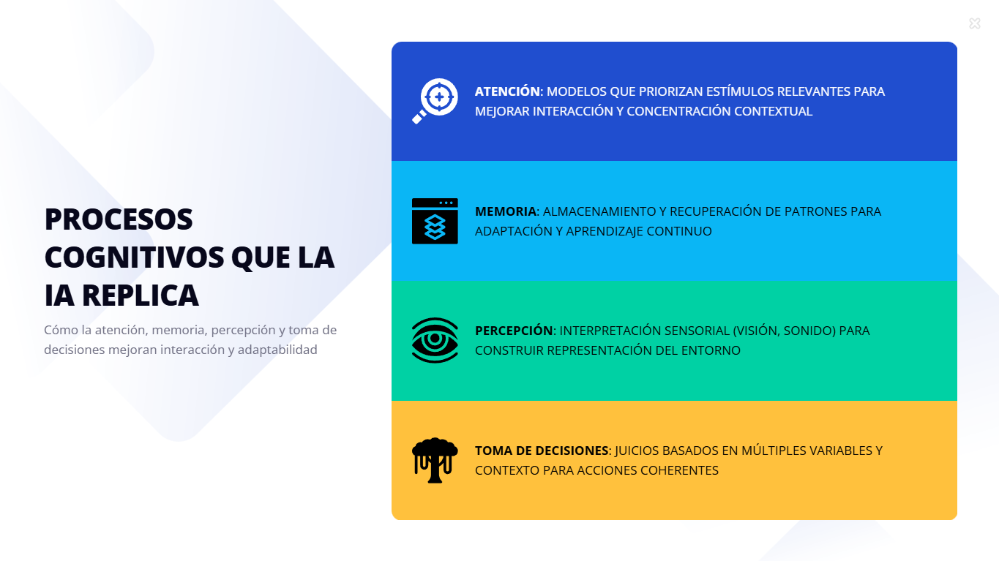 PROCESOS
COGNITIVOS QUE LA
IA REPLICA
Cómo la atención, memoria, percepción y toma de
decisiones mejoran interacción y adaptabilidad
ATENCIÓN: MODELOS QUE PRIORIZAN ESTÍMULOS RELEVANTES PARA
MEJORAR INTERACCIÓN Y CONCENTRACIÓN CONTEXTUAL
MEMORIA: ALMACENAMIENTO Y RECUPERACIÓN DE PATRONES PARA
ADAPTACIÓN Y APRENDIZAJE CONTINUO
PERCEPCIÓN: INTERPRETACIÓN SENSORIAL (VISIÓN, SONIDO) PARA
CONSTRUIR REPRESENTACIÓN DEL ENTORNO
TOMA DE DECISIONES: JUICIOS BASADOS EN MÚLTIPLES VARIABLES Y
CONTEXTO PARA ACCIONES COHERENTES